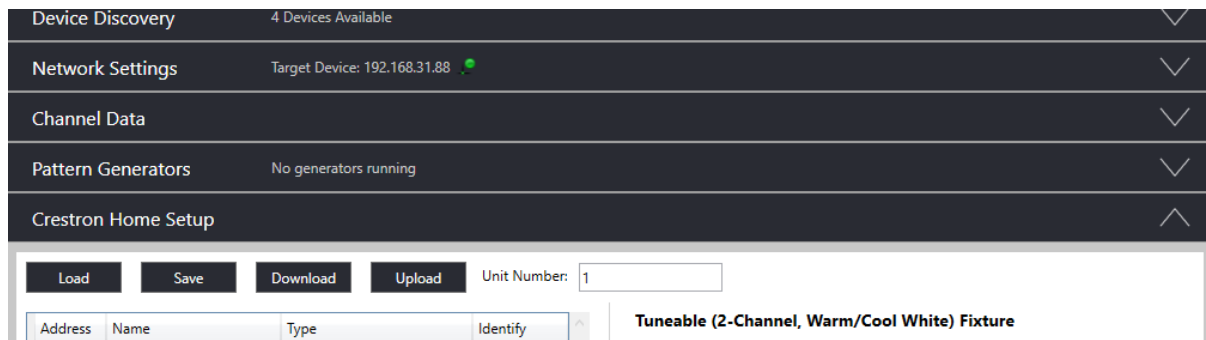 Device Discovery 4 Devices Available
Network Settings Target Device: 192.168.31.88
Channel Data
Pattern Generators No generators running
Crestron Home Setup
Load Save Download Upload Unit Number: 1
Address Name Type Identify
Tuneable (2-Channel, Warm/Cool White) Fixture